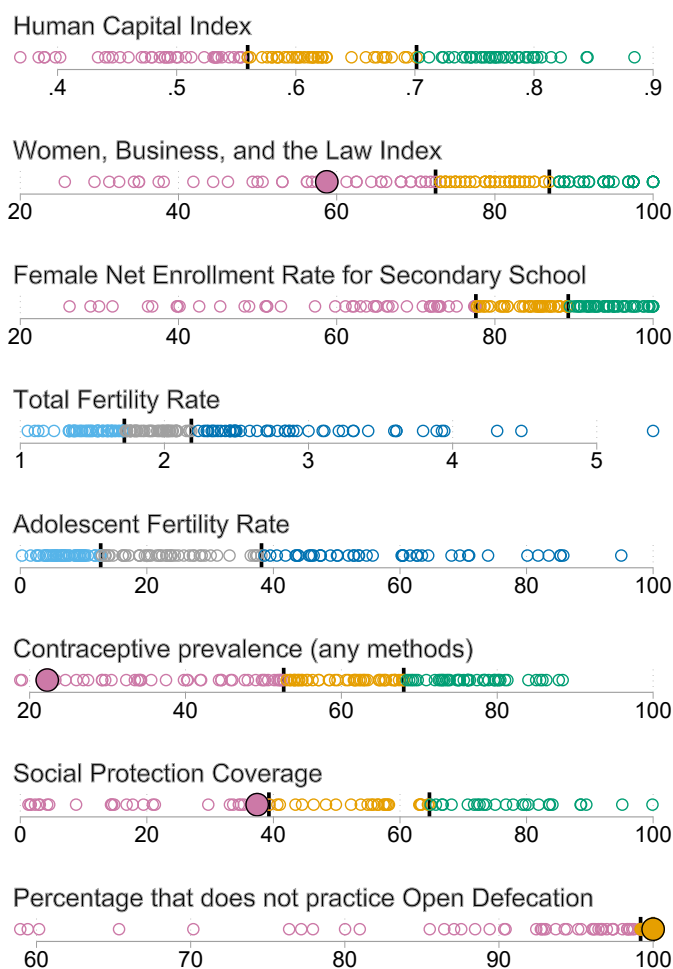 Human Capital Index
.4 .5 .6 .7 .8 .9
Women, Business, and the Law Index
20 40 60 80 100
Female Net Enrollment Rate for Secondary School
20 40 60 80 100
Total Fertility Rate
1 2 3 4 5
Adolescent Fertility Rate
0 20 40 60 80 100
Contraceptive prevalence (any methods)
20 40 60 80 100
Social Protection Coverage
0 20 40 60 80 100
Percentage that does not practice Open Defecation
60 70 80 90 100